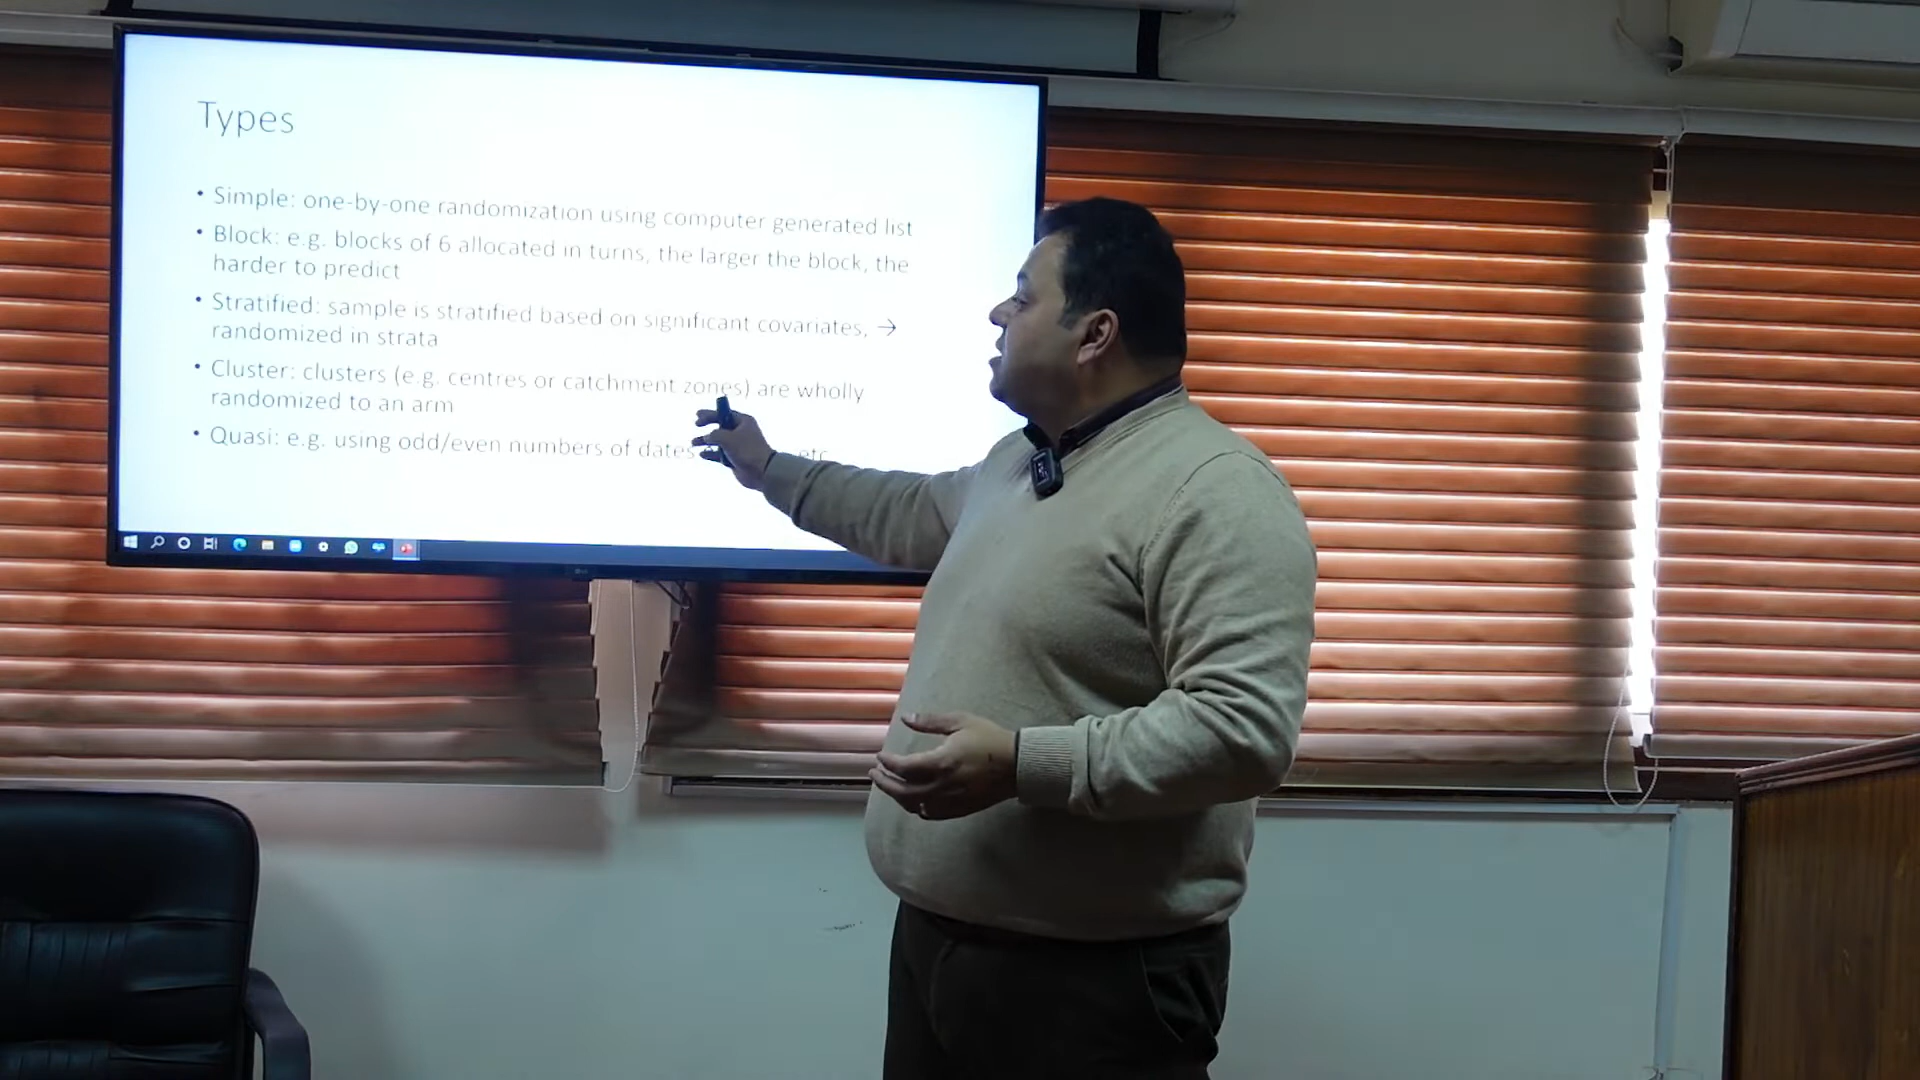 Types
• Simple: one-by-one randomization using computer generated list
• Block: e.g. blocks of 6 allocated in turns, the larger the block, the
harder to predict
• Stratified: sample is stratified based on significant covariates, →
randomized in strata
• Cluster: clusters (e.g. centres or catchment zones) are wholly
randomized to an arm
• Quasi: e.g. using odd/even numbers of dates etc